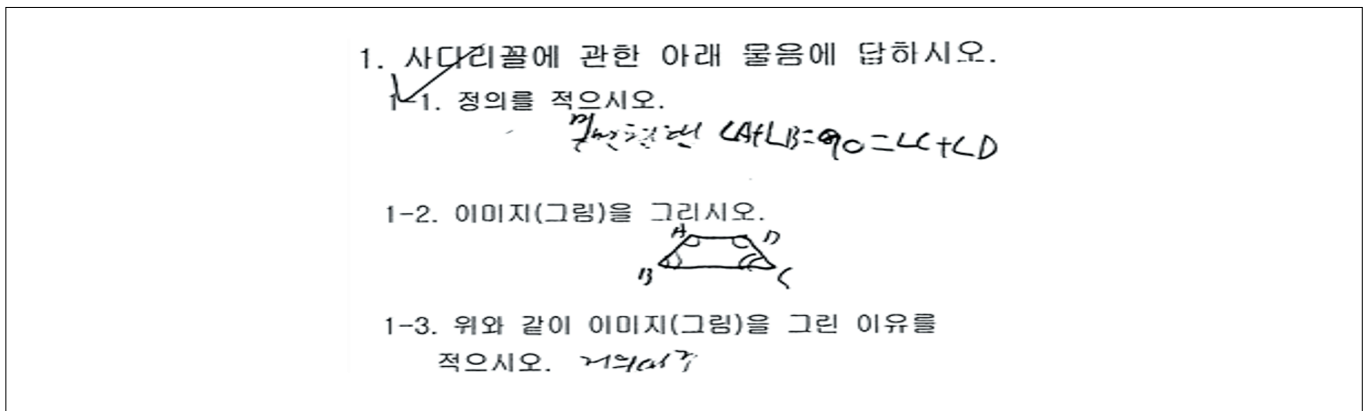 1. 사다리꼴에 관한 아래 물음에 답하시오.
1-1. 정의를 적으시오.
∠A+∠B=90=∠C+∠D
1-2. 이미지(그림)을 그리시오.
A D
B C
1-3. 위와 같이 이미지(그림)을 그린 이유를
적으시오.